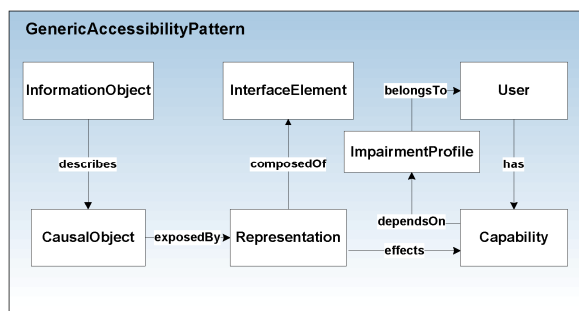 GenericAccessibilityPattern
InformationObject
InterfaceElement
belongsTo
User
ImpairmentProfile
describes
composedOf
has
dependsOn
CausalObject
exposedBy
Representation
effects
Capability